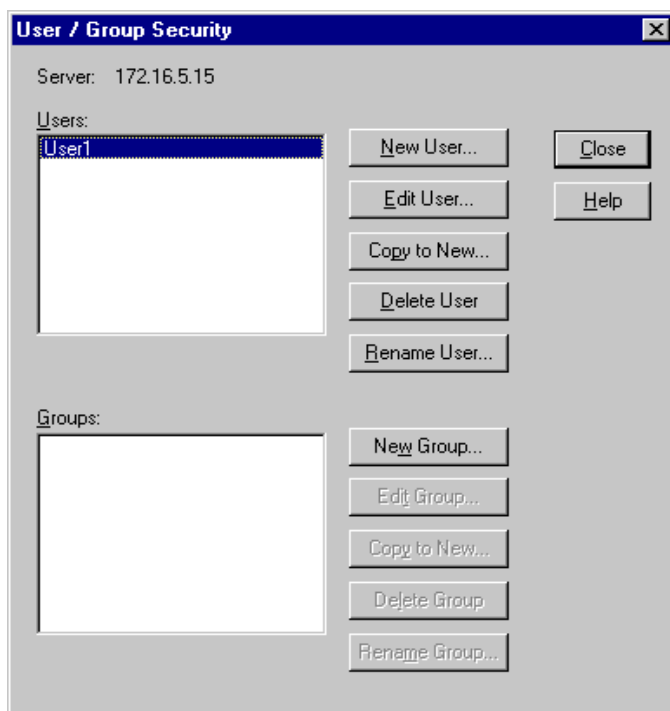 User / Group Security
Server: 172.16.5.15
Users:
User1
New User...
Edit User...
Copy to New...
Delete User
Rename User...
Close
Help
Groups:
New Group...
Edit Group...
Copy to New...
Delete Group
Rename Group...